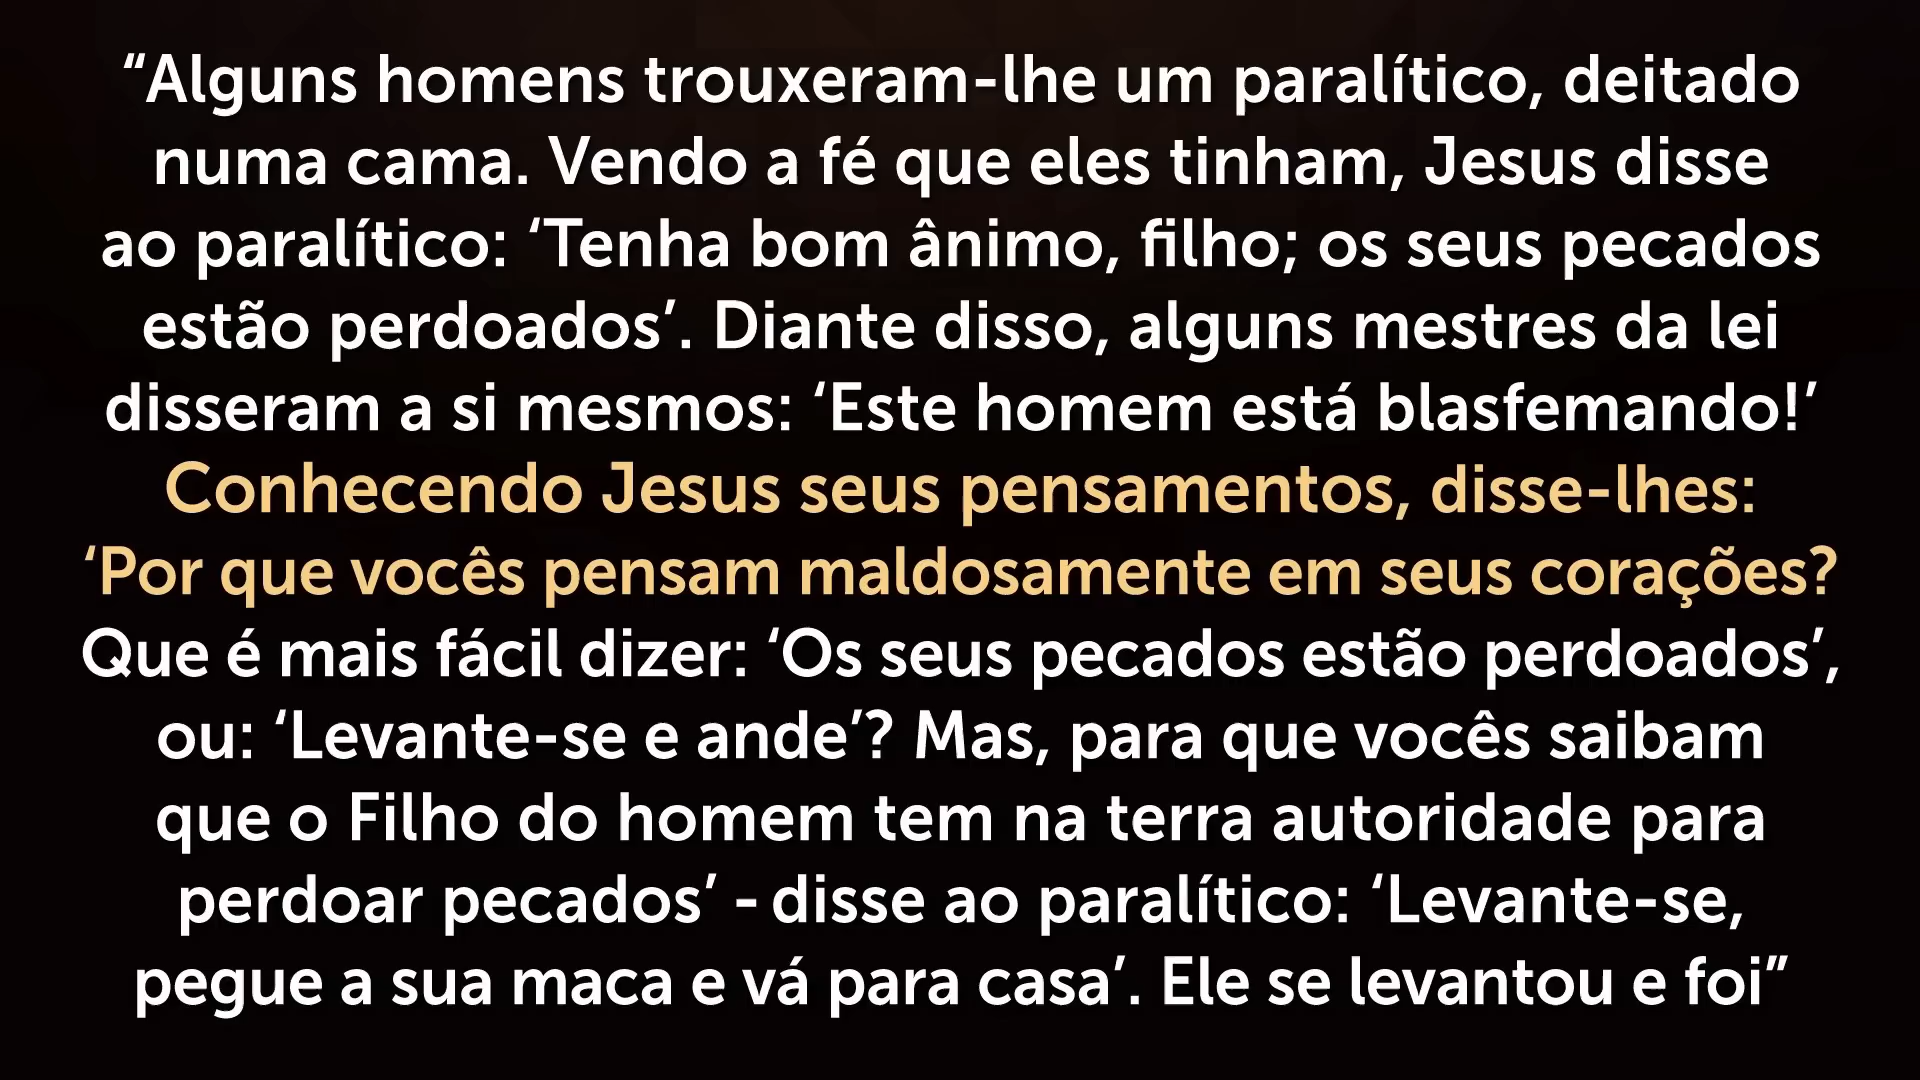 “Alguns homens trouxeram-lhe um paralítico, deitado
numa cama. Vendo a fé que eles tinham, Jesus disse
ao paralítico: ‘Tenha bom ânimo, filho; os seus pecados
estão perdoados’. Diante disso, alguns mestres da lei
disseram a si mesmos: ‘Este homem está blasfemando!’
Conhecendo Jesus seus pensamentos, disse-lhes:
‘Por que vocês pensam maldosamente em seus corações?
Que é mais fácil dizer: ‘Os seus pecados estão perdoados’,
ou: ‘Levante-se e ande’? Mas, para que vocês saibam
que o Filho do homem tem na terra autoridade para
perdoar pecados’ - disse ao paralítico: ‘Levante-se,
pegue a sua maca e vá para casa’. Ele se levantou e foi”